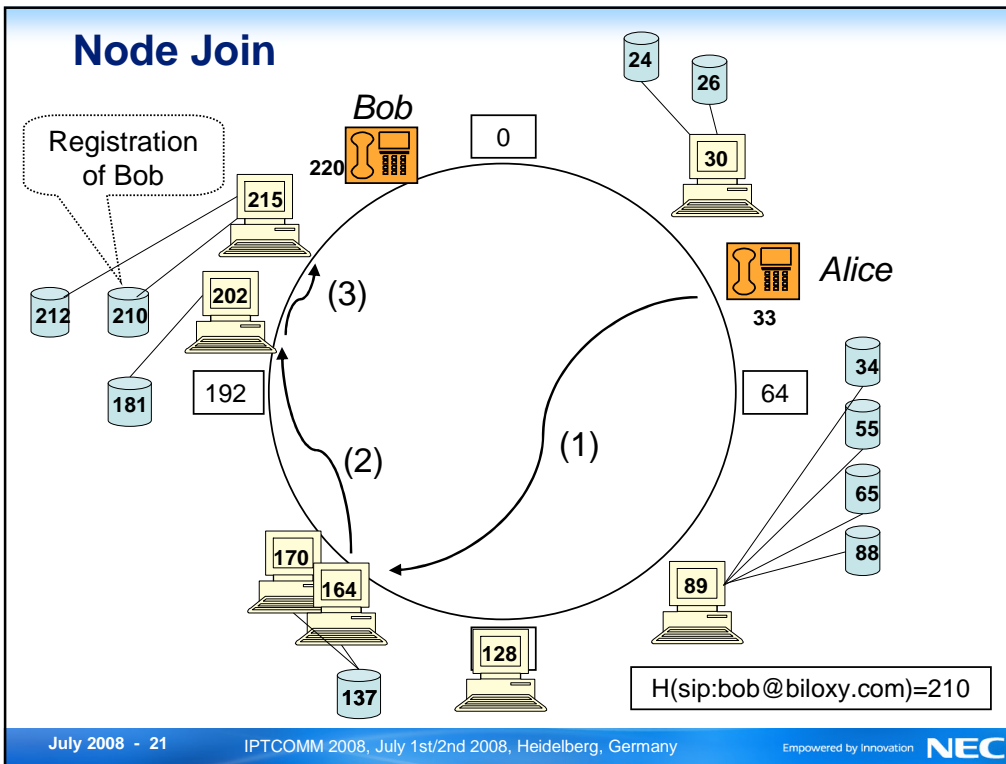 Node Join
24
26
Bob
0
30
Registration
of Bob
220
215
Alice
33
(3)
202
212
210
34
181
192
64
55
(1)
(2)
65
88
170
164
89
128
137
H(sip:bob@biloxy.com)=210
July 2008 - 21
IPTCOMM 2008, July 1st/2nd 2008, Heidelberg, Germany
Empowered by Innovation NEC